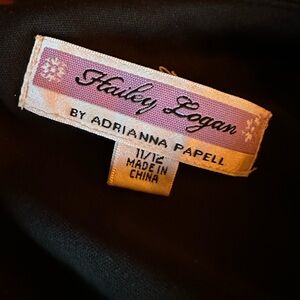 Hailey Logan
BY ADRIANNA PAPELL
11/12
MADE IN
CHINA